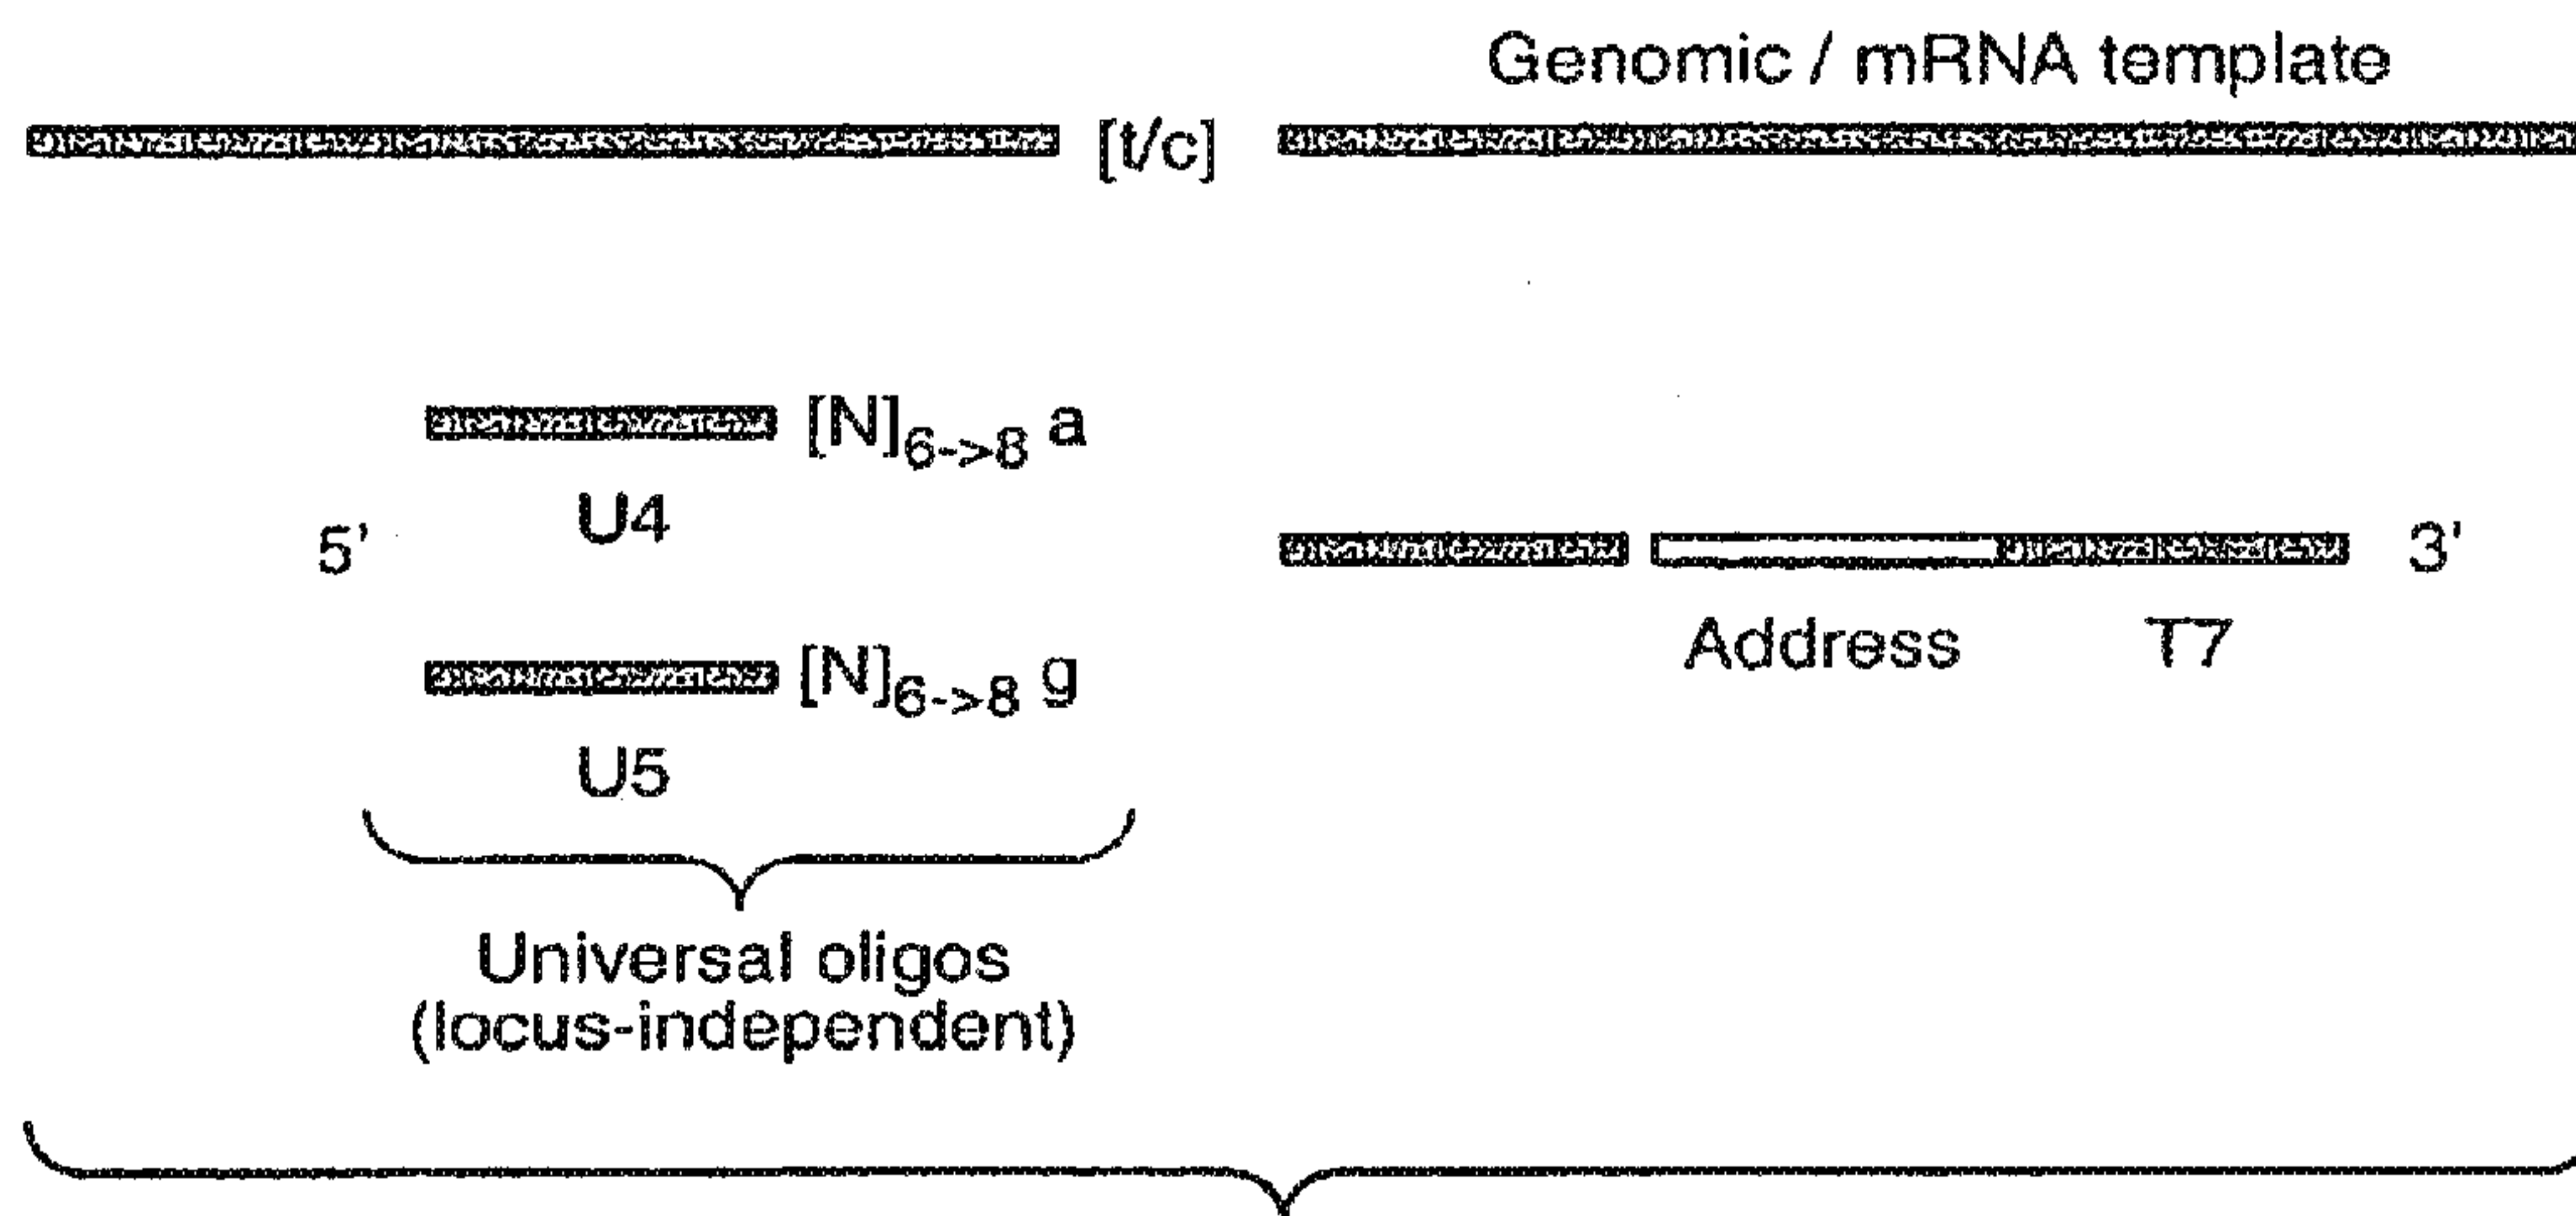 Genomic / mRNA template
[t/c]
[N]6->8 a
U4
5'
3'
Address T7
[N]6->8 g
U5
Universal oligos
(locus-independent)